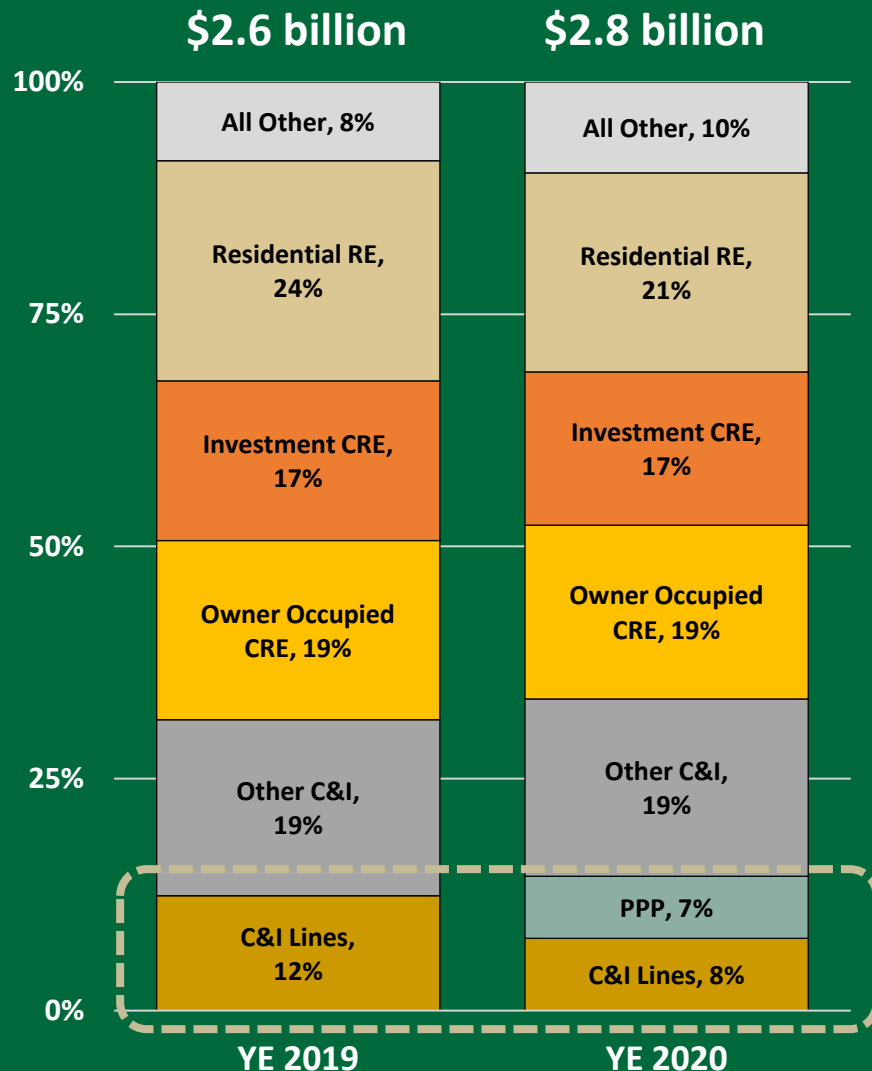 $2.6 billion
$2.8 billion
100%
75%
50%
25%
0%
All Other, 8%
Residential RE,
24%
Investment CRE,
17%
Owner Occupied
CRE, 19%
Other C&I,
19%
C&I Lines,
12%
All Other, 10%
Residential RE,
21%
Investment CRE,
17%
Owner Occupied
CRE, 19%
Other C&I,
19%
PPP, 7%
C&I Lines, 8%
YE 2019
YE 2020